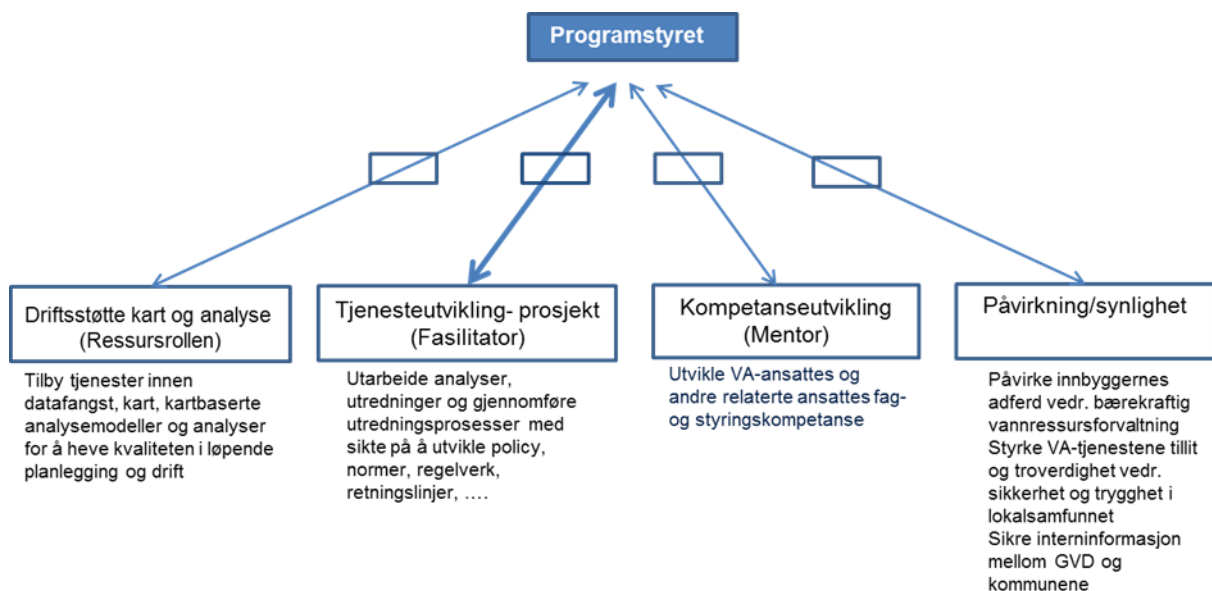 Programstyret
Driftsstøtte kart og analyse
(Ressursrollen)
Tilby tjenester innen
datafangst, kart, kartbaserte
analysemodeller og analyser
for å heve kvaliteten i løpende
planlegging og drift
Tjenesteutvikling- prosjekt
(Fasilitator)
Utarbeide analyser,
utredninger og gjennomføre
utredningsprosesser med
sikte på å utvikle policy,
normer, regelverk,
retningslinjer, ….
Kompetanseutvikling
(Mentor)
Utvikle VA-ansattes og
andre relaterte ansattes fag-
og styringskompetanse
Påvirkning/synlighet
Påvirke innbyggernes
adferd vedr. bærekraftig
vannressursforvaltning
Styrke VA-tjenestene tillit
og troverdighet vedr.
sikkerhet og trygghet i
lokalsamfunnet
Sikre interninformasjon
mellom GVD og
kommunene